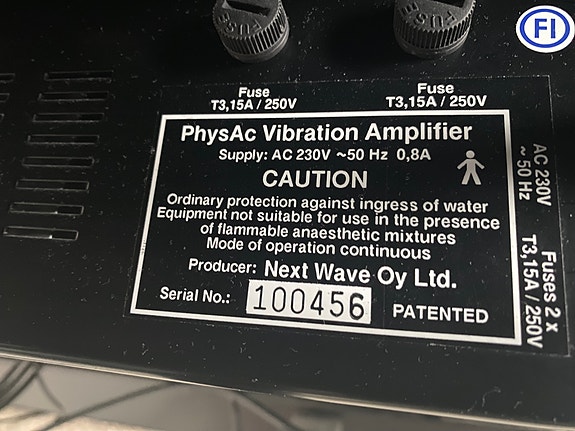 FI
FUSE
FUSE
Fuse
T3,15A / 250V
Fuse
T3,15A / 250V
PhysAc Vibration Amplifier
Supply: AC 230V ~50 Hz 0,8A
CAUTION
Ordinary protection against ingress of water
Equipment not suitable for use in the presence
of flammable anaesthetic mixtures
Mode of operation continuous
Producer: Next Wave Oy Ltd.
Serial No.: 100456 PATENTED
AC 230V
~ 50 Hz
Fuses 2 x
T3,15A / 250V